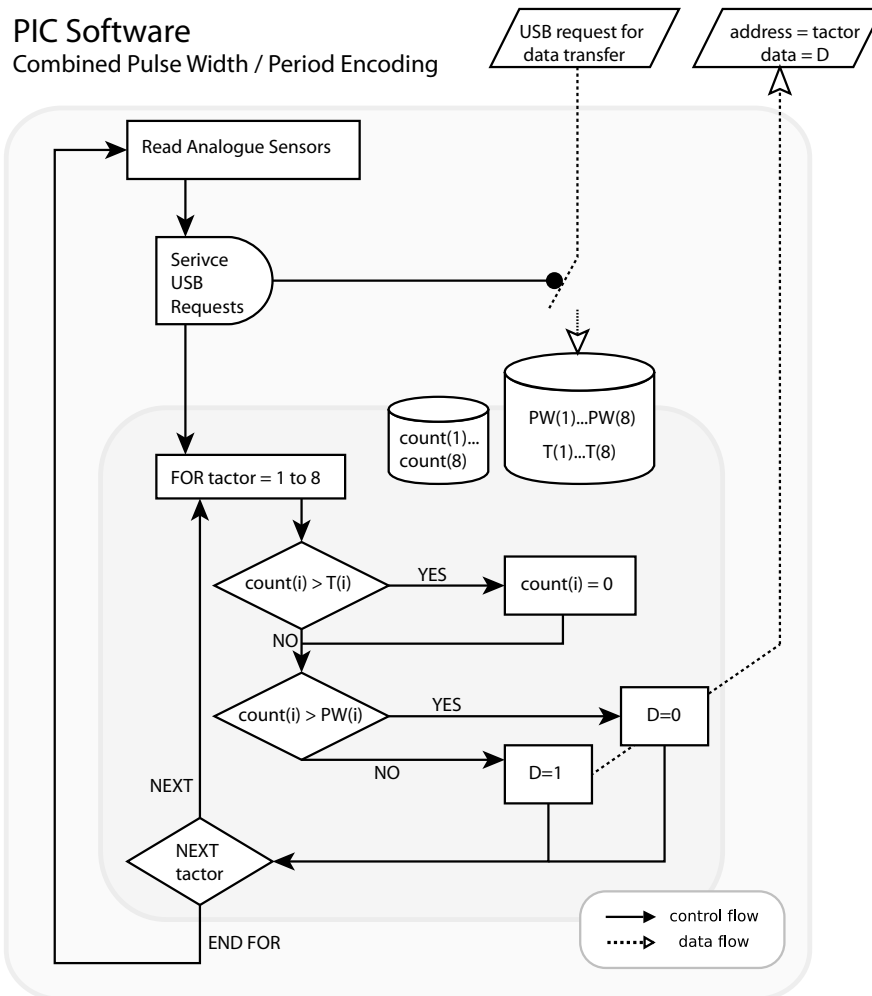 PIC Software
Combined Pulse Width / Period Encoding
USB request for
data transfer
address = tactor
data = D
Read Analogue Sensors
Serivce
USB
Requests
count(1)...
count(8)
PW(1)...PW(8)
T(1)...T(8)
FOR tactor = 1 to 8
count(i) > T(i)
YES
count(i) = 0
NO
count(i) > PW(i)
YES
D=0
NO
D=1
NEXT
NEXT
tactor
END FOR
control flow
data flow